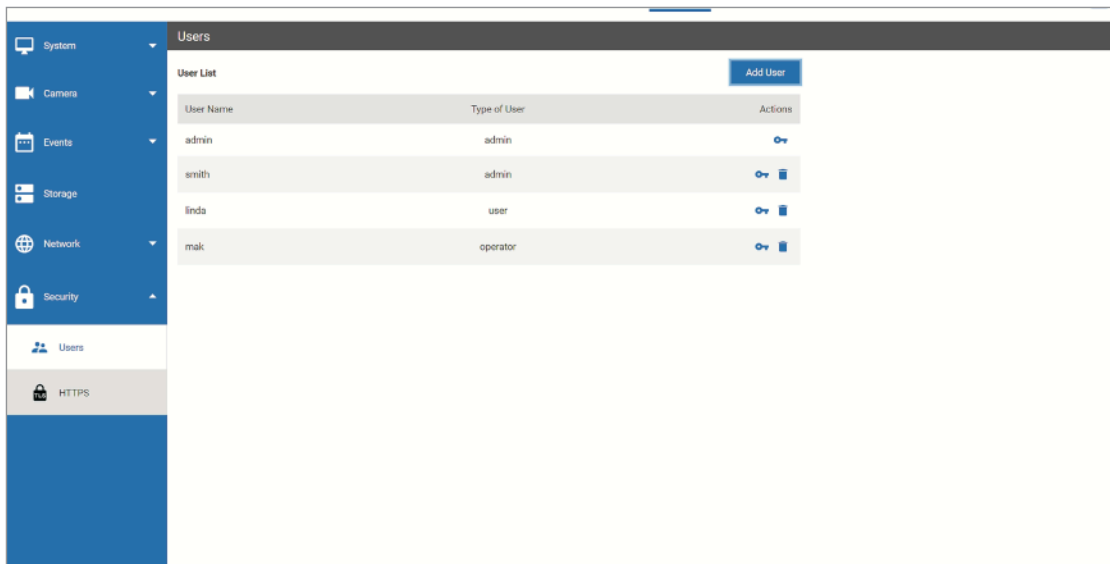 System
Camera
Events
Storage
Network
Security
Users
TLS HTTPS
Users
User List
Add User
User Name Type of User Actions
admin admin
smith admin
linda user
mak operator